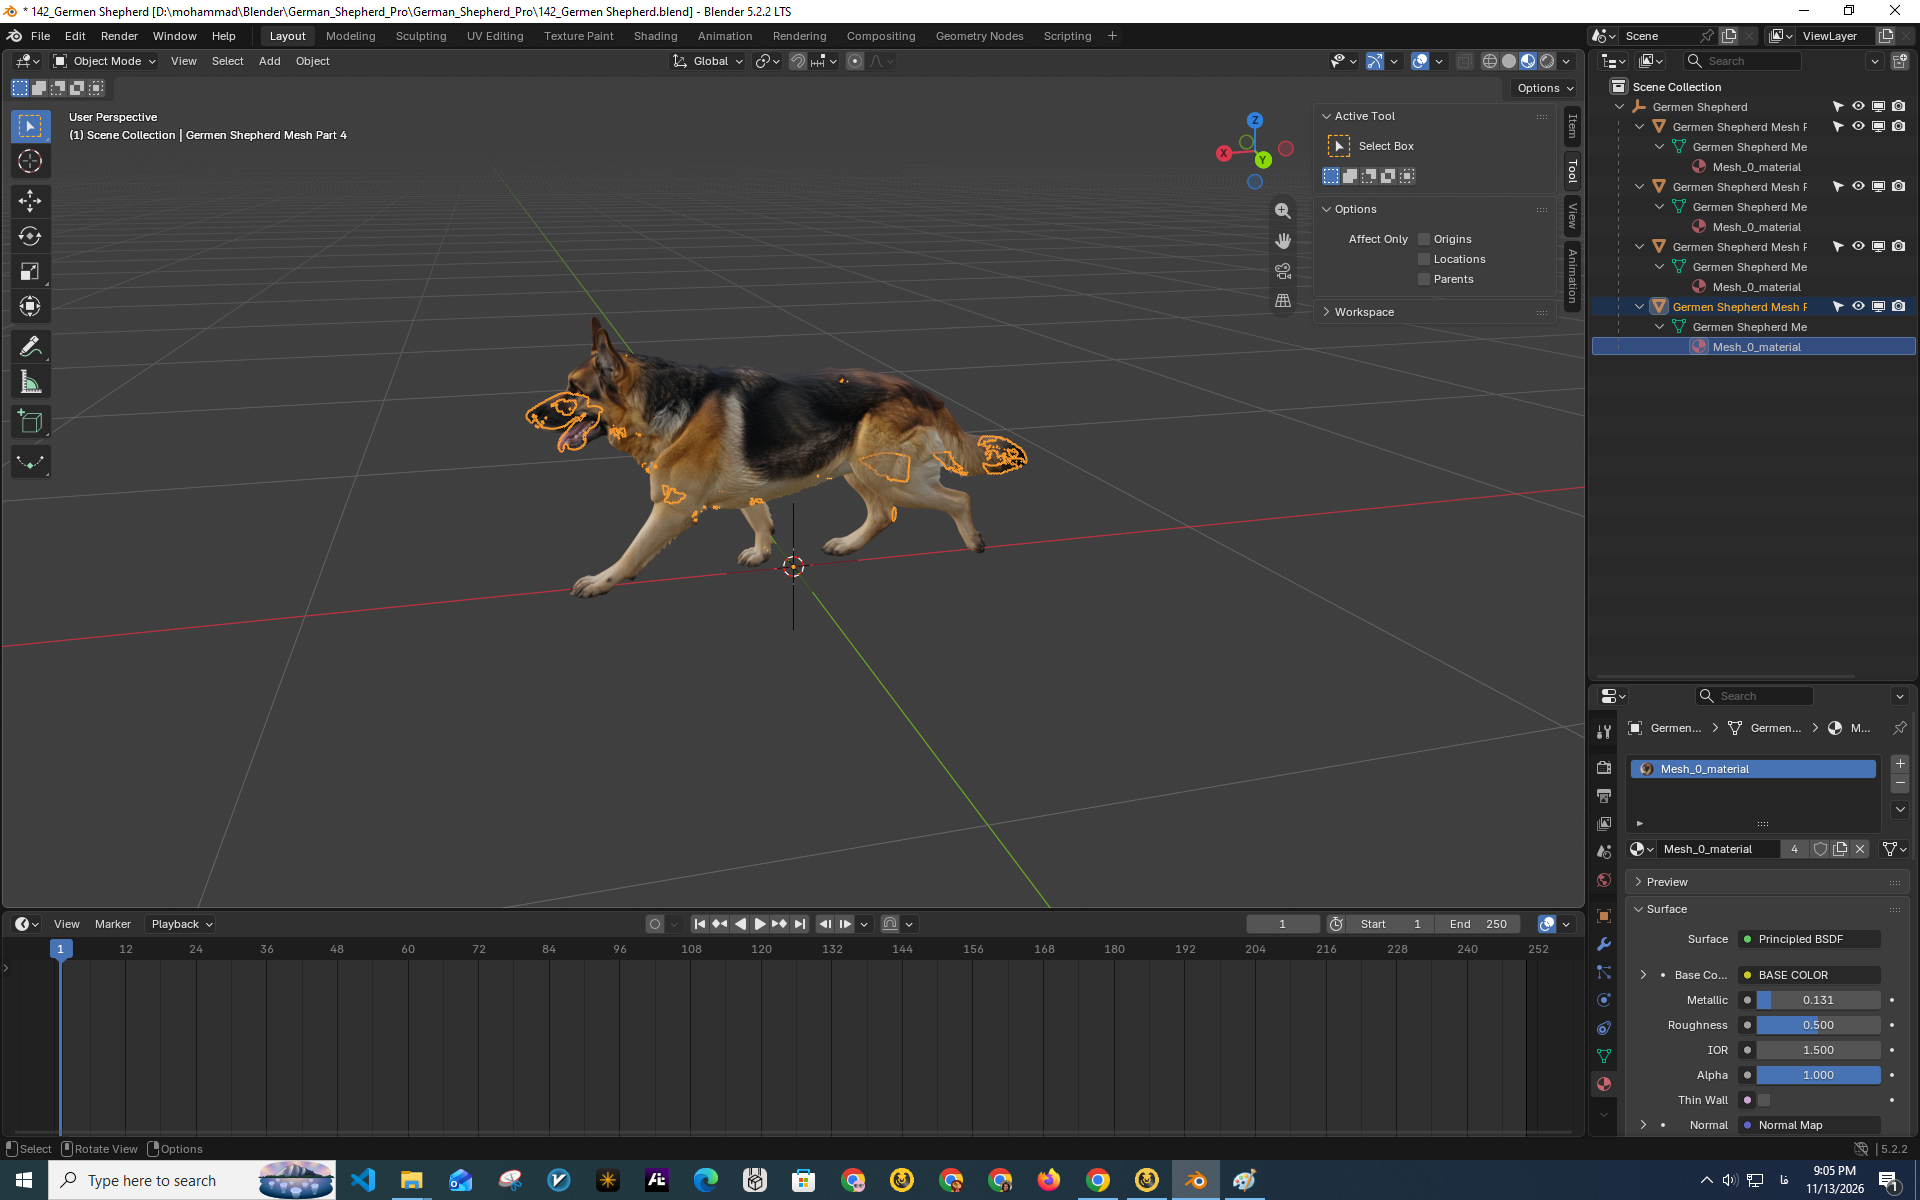 * 142_Germen Shepherd [D:\mohammad\Blender\German_Shepherd_Pro\German_Shepherd_Pro\142_Germen Shepherd.blend] - Blender 5.2.2 LTS
File Edit Render Window Help Layout Modeling Sculpting UV Editing Texture Paint Shading Animation Rendering Compositing Geometry Nodes Scripting + Scene ViewLayer
Object Mode View Select Add Object Global Search
Options
User Perspective
(1) Scene Collection | Germen Shepherd Mesh Part 4
Z
X
Y
Active Tool
Select Box
Options
Affect Only Origins
Locations
Parents
Workspace
Item
Tool
View
Animation
Scene Collection
Germen Shepherd
Germen Shepherd Mesh P
Germen Shepherd Me
Mesh_0_material
Germen Shepherd Mesh P
Germen Shepherd Me
Mesh_0_material
Germen Shepherd Mesh P
Germen Shepherd Me
Mesh_0_material
Germen Shepherd Mesh P
Germen Shepherd Me
Mesh_0_material
Search
Germen... > Germen... > M...
Mesh_0_material
Mesh_0_material 4
Preview
Surface
Surface Principled BSDF
Base Co... BASE COLOR
Metallic 0.131
Roughness 0.500
IOR 1.500
Alpha 1.000
Thin Wall
Normal Normal Map
View Marker Playback 1 Start 1 End 250
1 12 24 36 48 60 72 84 96 108 120 132 144 156 168 180 192 204 216 228 240 252
Select Rotate View Options 5.2.2
Type here to search
9:05 PM
11/13/2026
فا
1